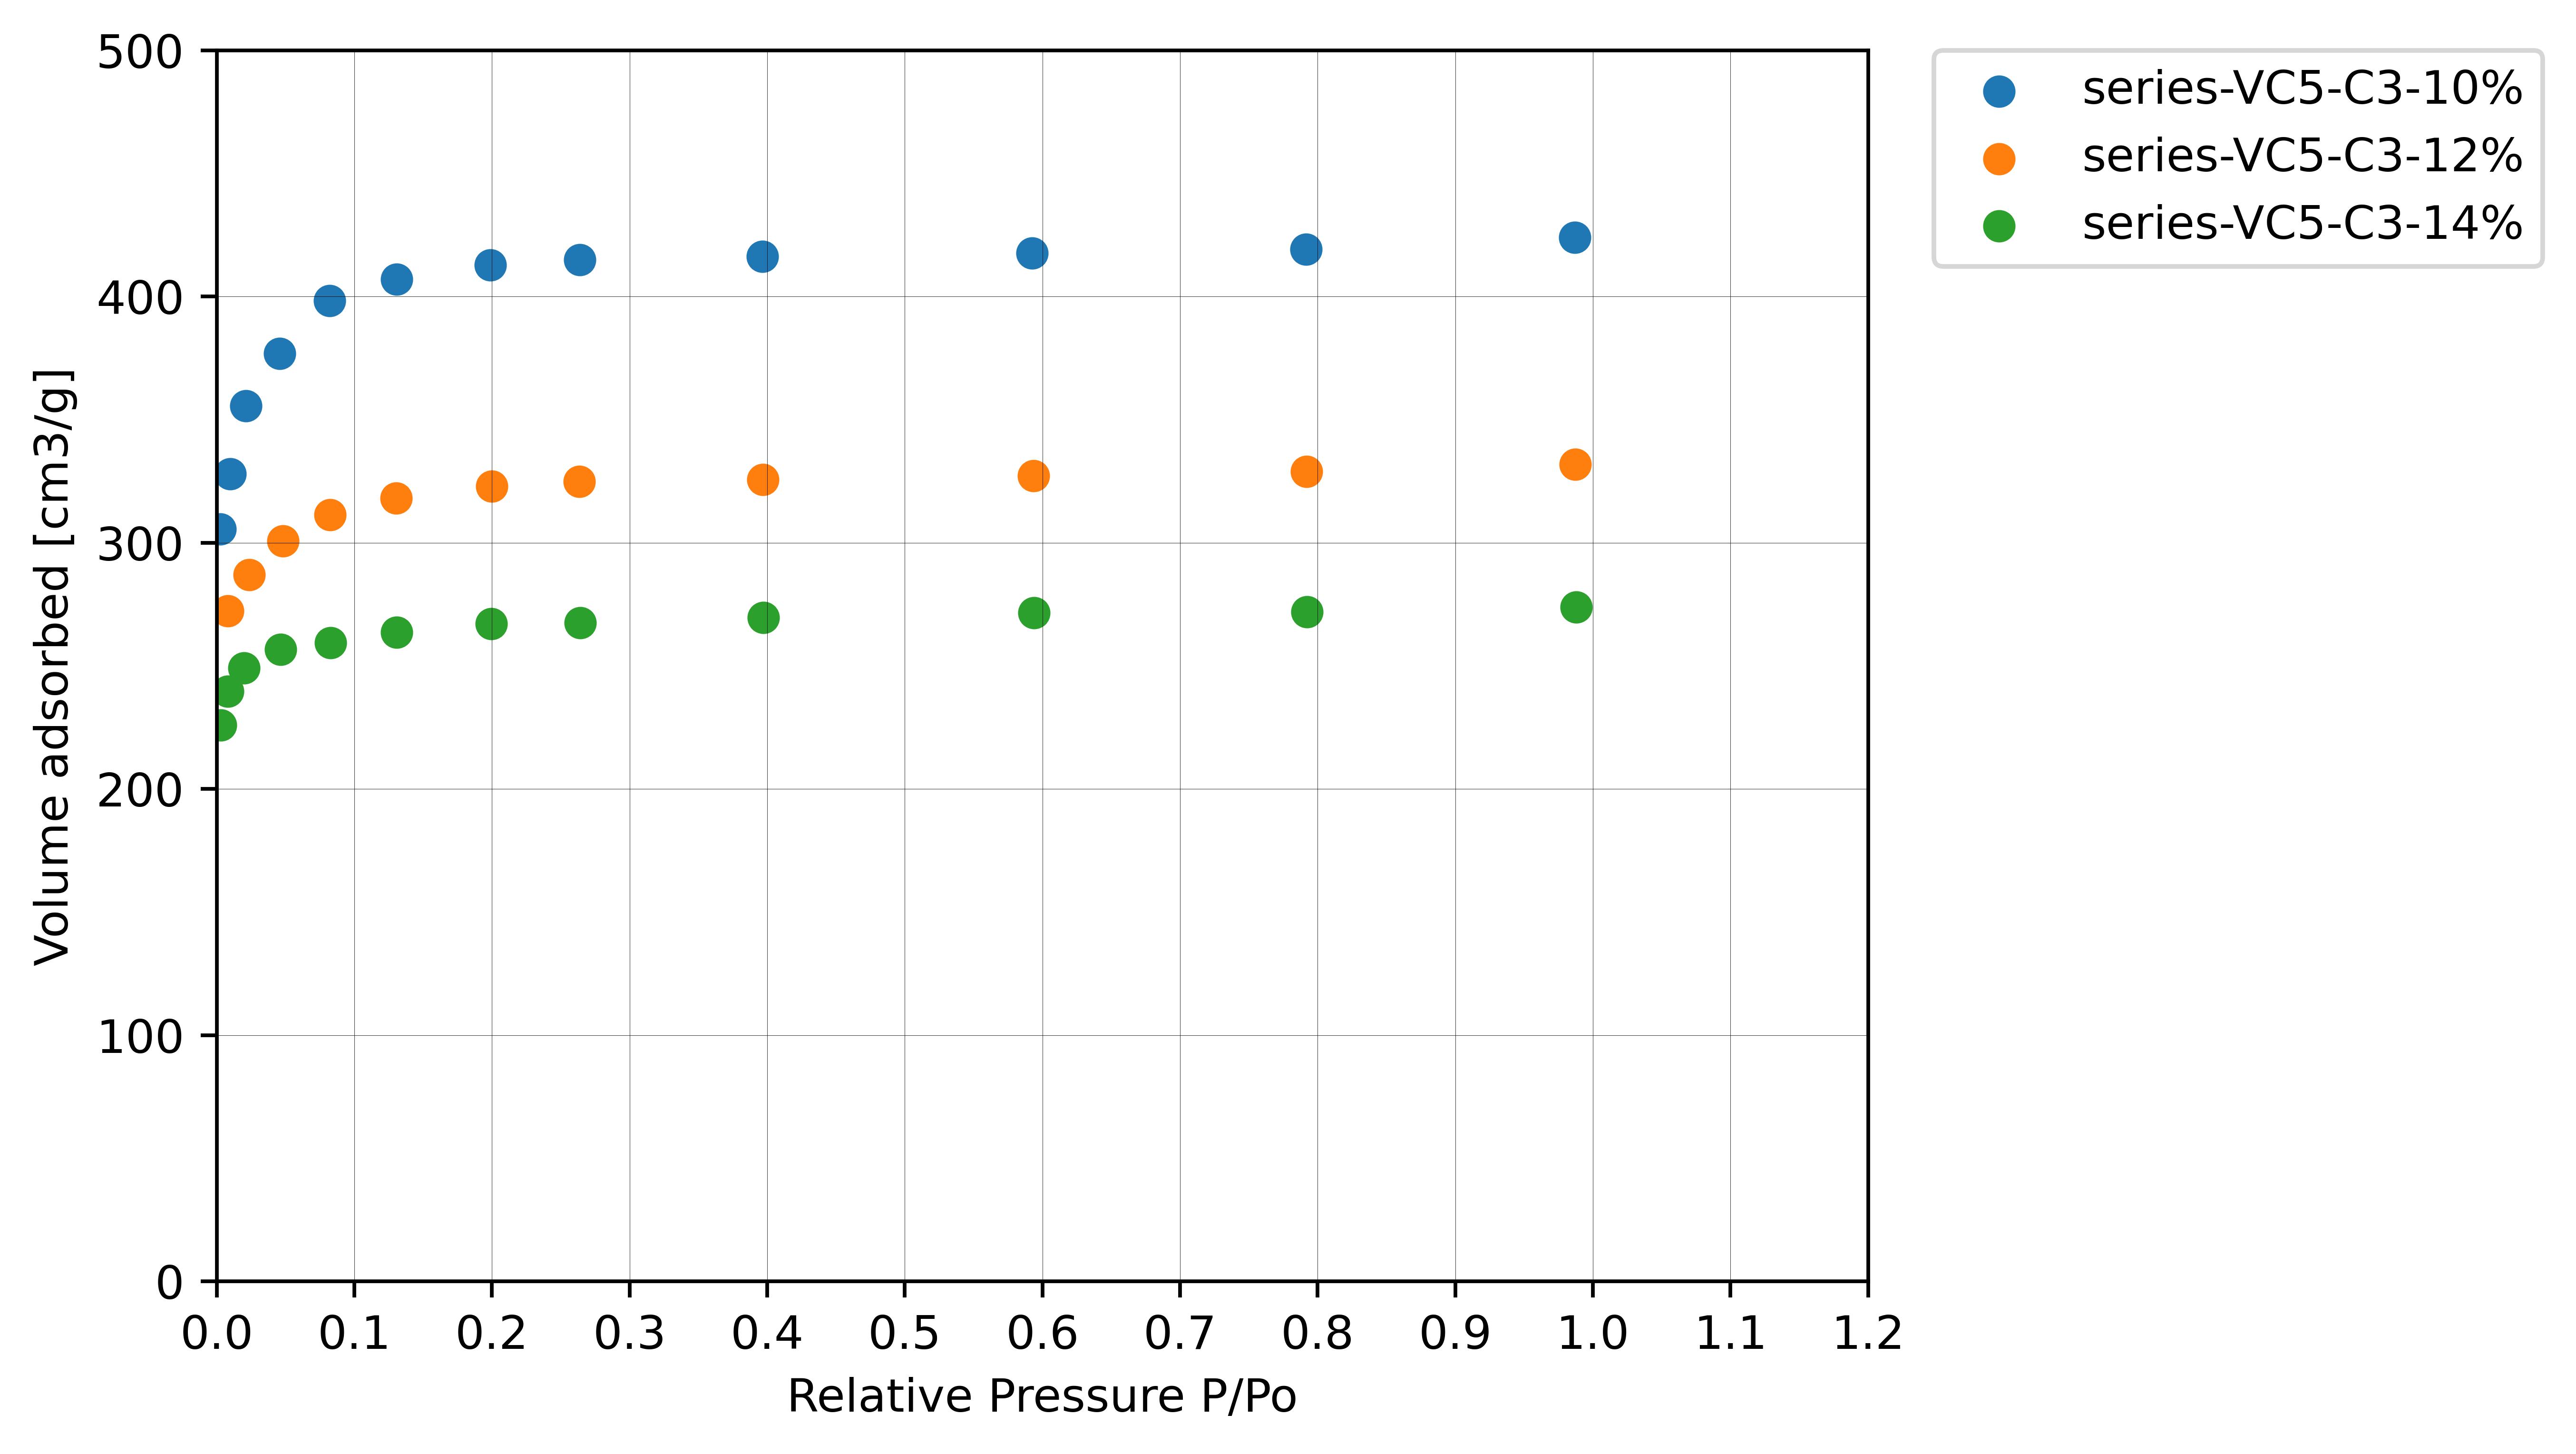 500
400
300
200
100
0
Volume adsorbed [cm3/g]
0.0 0.1 0.2 0.3 0.4 0.5 0.6 0.7 0.8 0.9 1.0 1.1 1.2
Relative Pressure P/Po
series-VC5-C3-10%
series-VC5-C3-12%
series-VC5-C3-14%